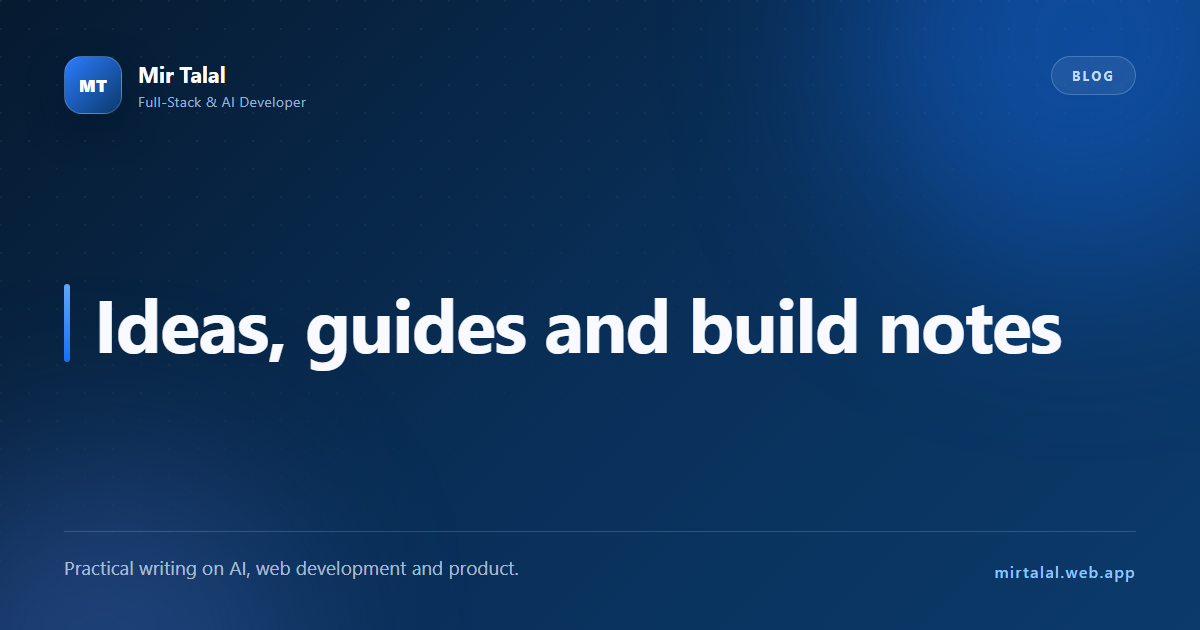 MT
Mir Talal
Full-Stack & AI Developer
BLOG
Ideas, guides and build notes
Practical writing on AI, web development and product.
mirtalal.web.app